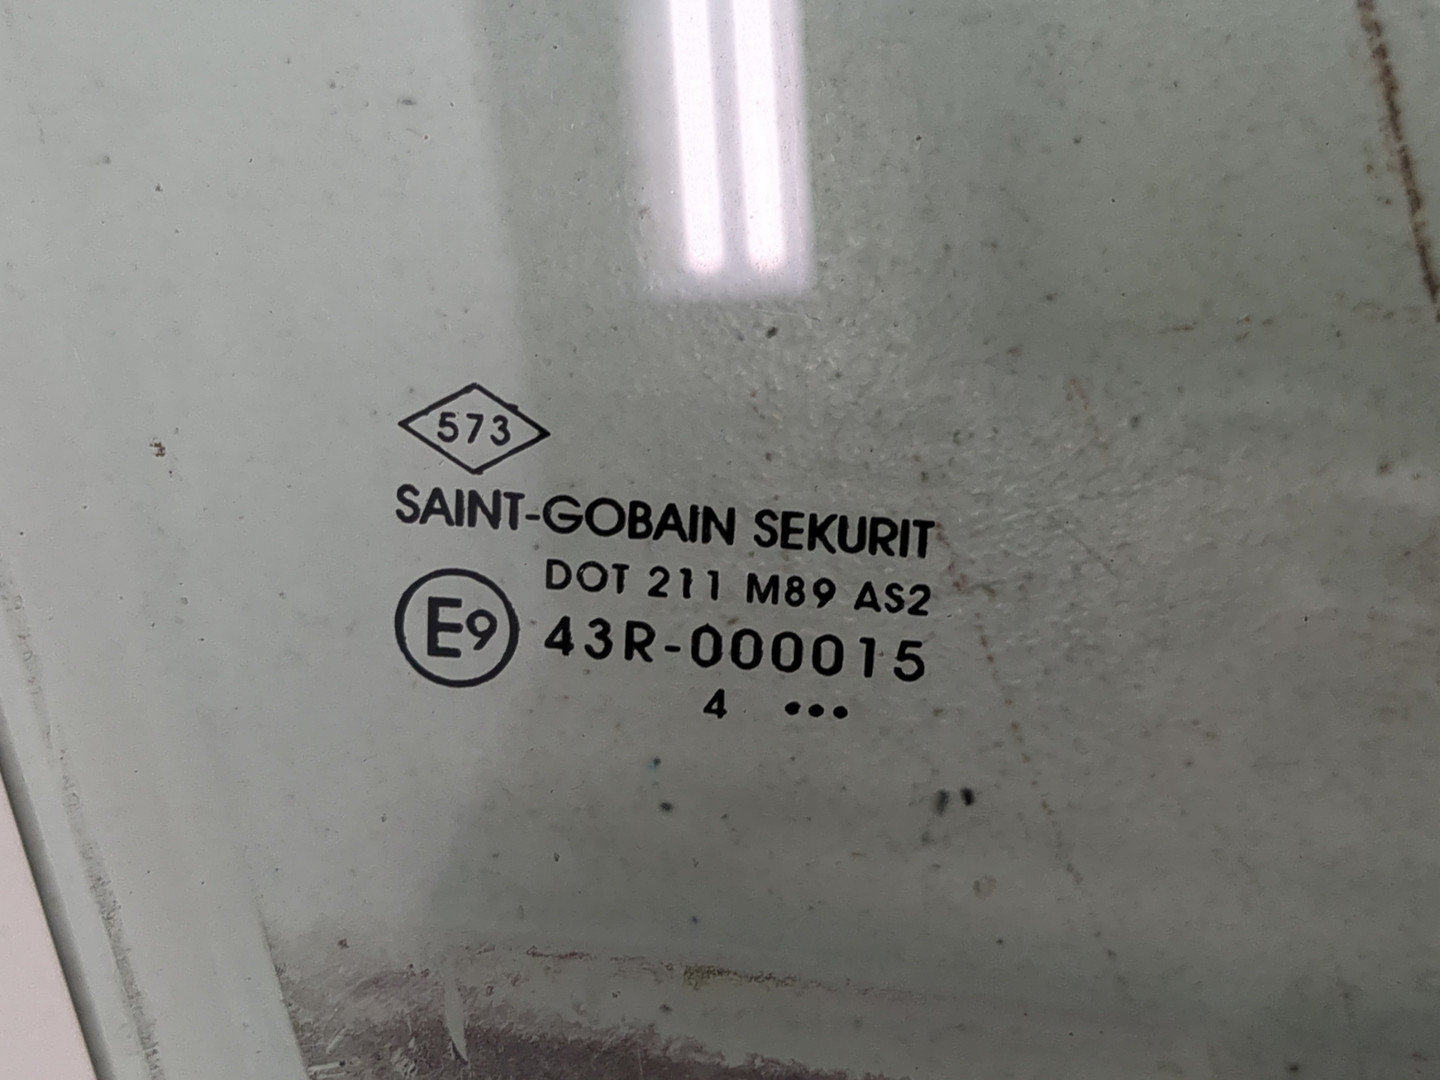 573
SAINT-GOBAIN SEKURIT
DOT 211 M89 AS2
E9 43R-000015
4 •••